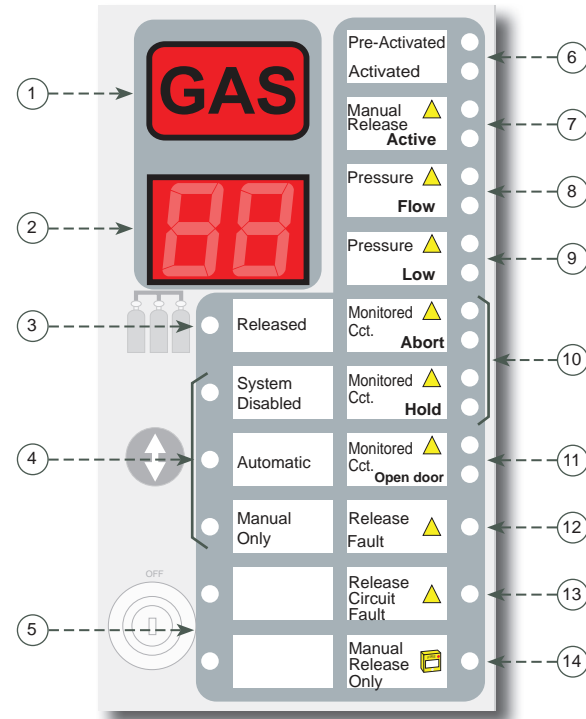 GAS
88
Pre-Activated
Activated
Manual
Release
Active
Pressure
Flow
Pressure
Low
Released
Monitored
Cct.
Abort
System
Disabled
Monitored
Cct.
Hold
Automatic
Monitored
Cct.
Open door
Manual
Only
Release
Fault
OFF
Release
Circuit
Fault
Manual
Release
Only
1
2
3
4
5
6
7
8
9
10
11
12
13
14